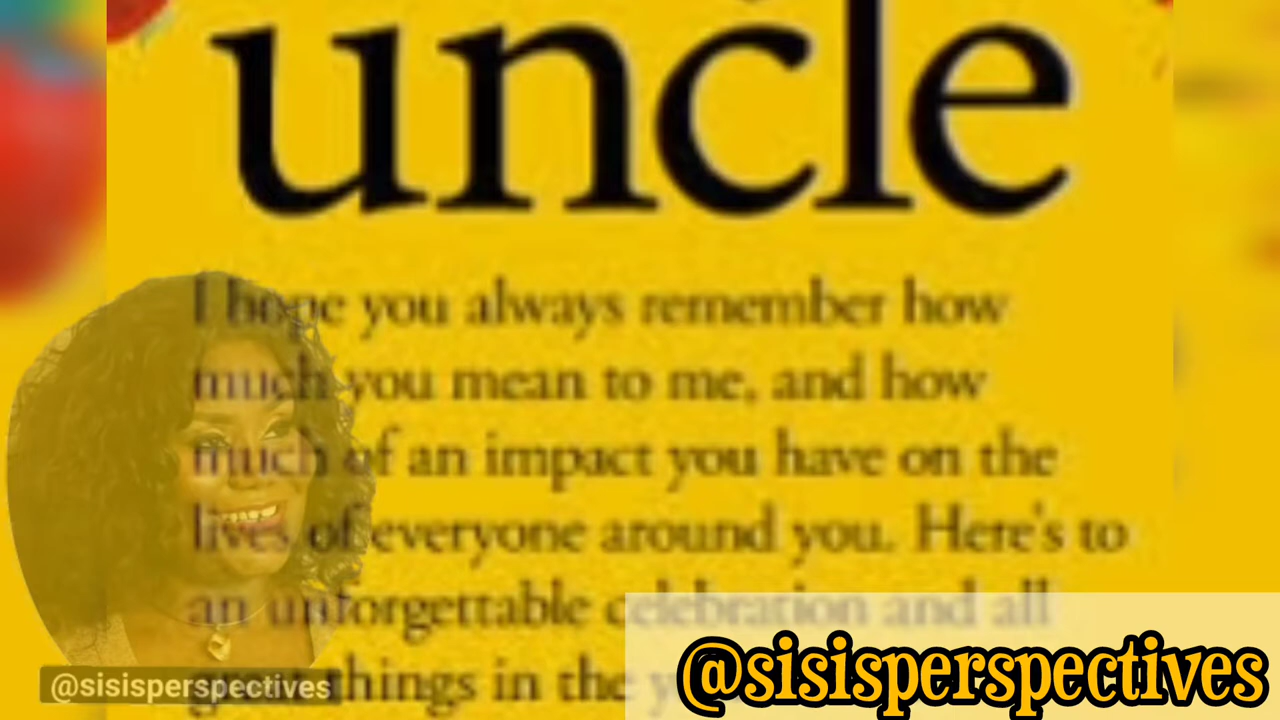 uncle
I hope you always remember how
much you mean to me, and how
much of an impact you have on the
lives of everyone around you. Here's to
an unforgettable celebration and all
things in the
@sisisperspectives
@sisisperspectives